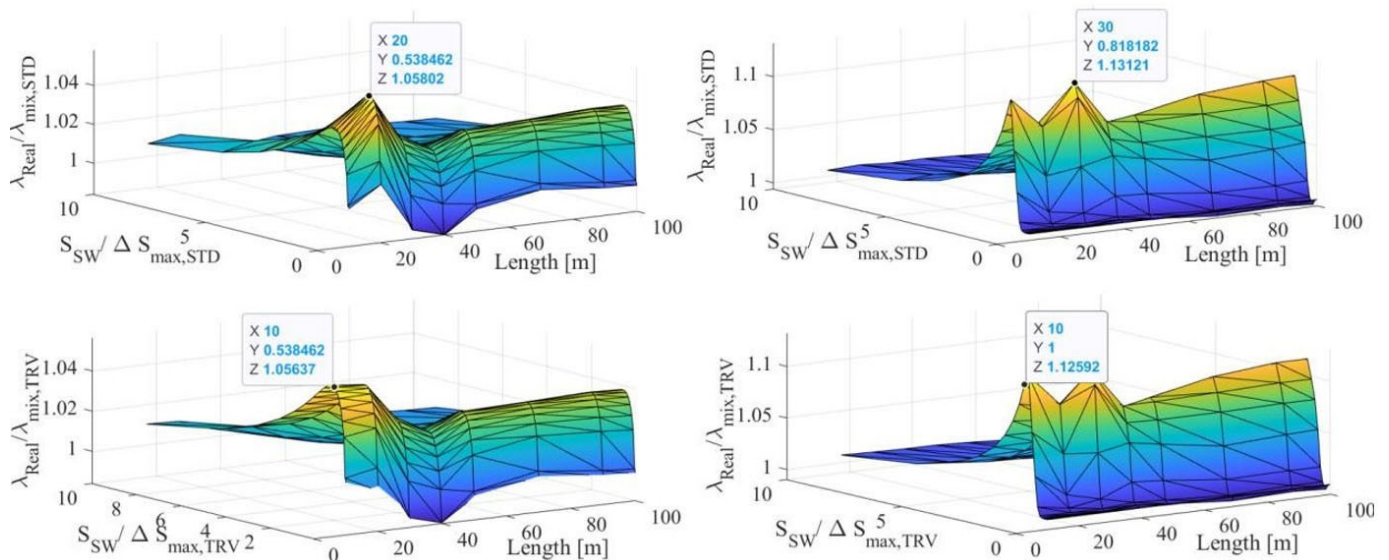 X 20
Y 0.538462
Z 1.05802
λReal/λmix,STD
1.04
1.02
1
10
5
0
SSW/ Δ Smax,STD
0
20
40
60
80
100
Length [m]
X 30
Y 0.818182
Z 1.13121
λReal/λmix,STD
1.1
1.05
1
10
5
0
SSW/ Δ Smax,STD
0
20
40
60
80
100
Length [m]
X 10
Y 0.538462
Z 1.05637
λReal/λmix,TRV
1.04
1.02
1
10
8
6
4
2
SSW/ Δ Smax,TRV
0
20
40
60
80
100
Length [m]
X 10
Y 1
Z 1.12592
λReal/λmix,TRV
1.1
1.05
1
10
5
0
SSW/ Δ Smax,TRV
0
20
40
60
80
100
Length [m]